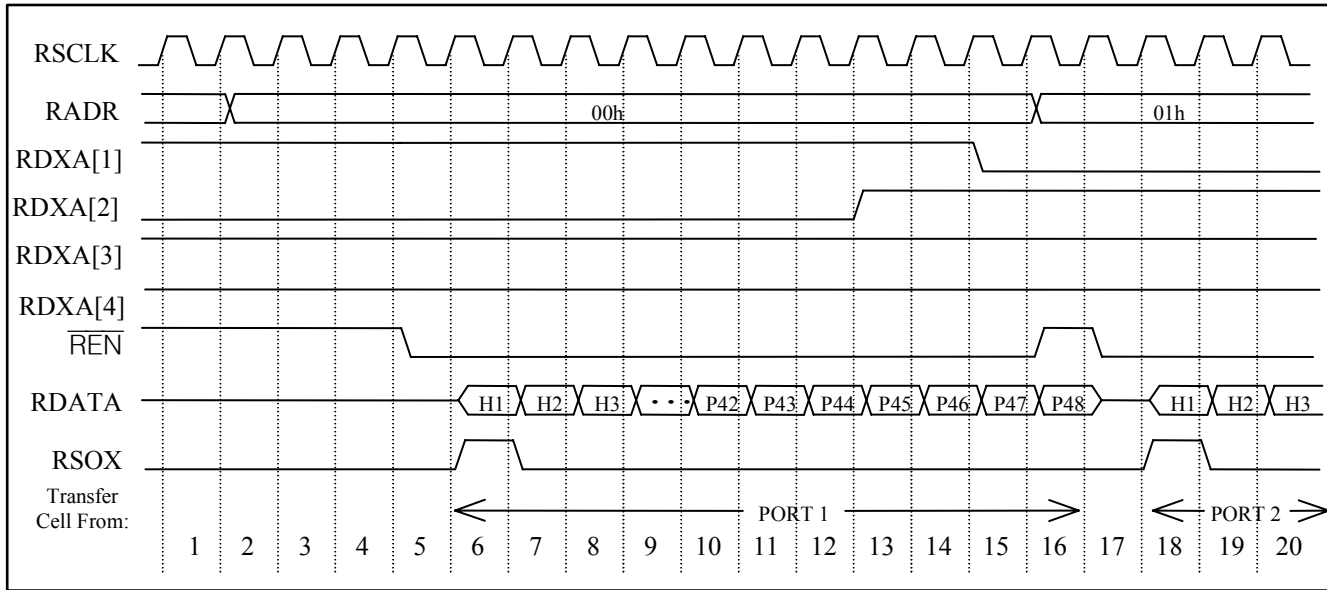 RSCLK
RADR 00h 01h
RDXA[1]
RDXA[2]
RDXA[3]
RDXA[4]
REN
RDATA H1 H2 H3 • • • P42 P43 P44 P45 P46 P47 P48 H1 H2 H3
RSOX
Transfer
Cell From: PORT 1 PORT 2
1 2 3 4 5 6 7 8 9 10 11 12 13 14 15 16 17 18 19 20